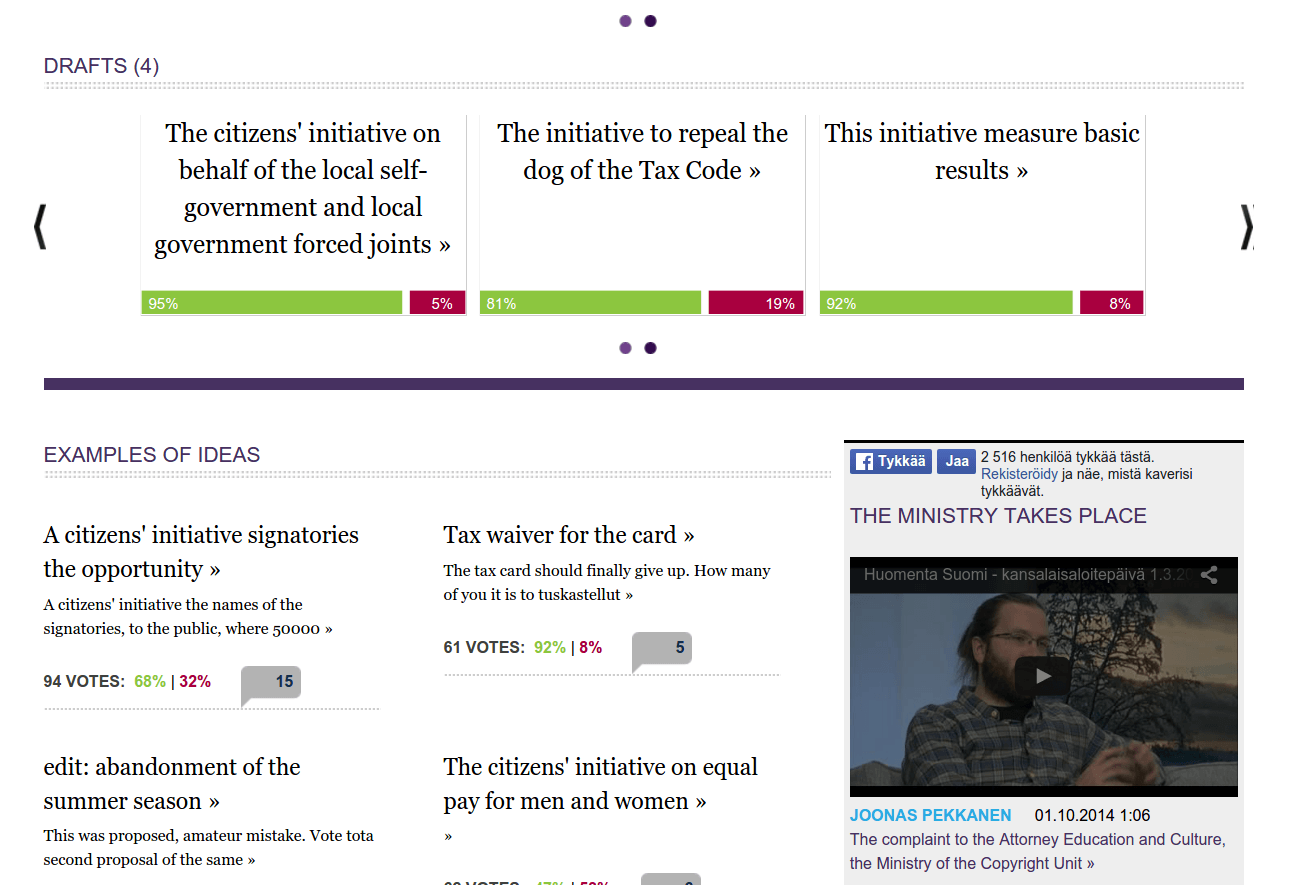 DRAFTS (4)
The citizens' initiative on
behalf of the local self-
government and local
government forced joints »
95%
5%
The initiative to repeal the
dog of the Tax Code »
81%
19%
This initiative measure basic
results »
92%
8%
EXAMPLES OF IDEAS
A citizens' initiative signatories
the opportunity »
A citizens' initiative the names of the
signatories, to the public, where 50000 »
94 VOTES: 68% | 32%
15
Tax waiver for the card »
The tax card should finally give up. How many
of you it is to tuskastellut »
61 VOTES: 92% | 8%
5
edit: abandonment of the
summer season »
This was proposed, amateur mistake. Vote tota
second proposal of the same »
The citizens' initiative on equal
pay for men and women »
»
Tykkää
Jaa
2 516 henkilöä tykkää tästä.
Rekisteröidy ja näe, mistä kaverisi
tykkäävät.
THE MINISTRY TAKES PLACE
Huomenta Suomi - kansalaisaloitepäivä 1.3.20
JOONAS PEKKANEN 01.10.2014 1:06
The complaint to the Attorney Education and Culture,
the Ministry of the Copyright Unit »